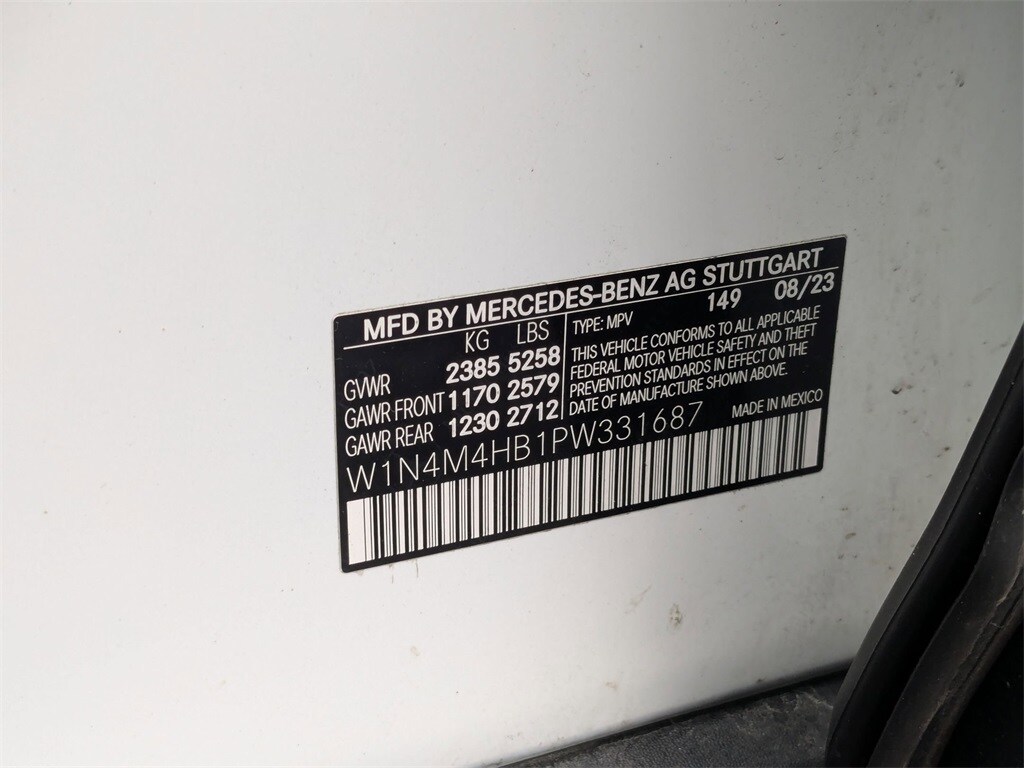 MFD BY MERCEDES-BENZ AG STUTTGART
KG LBS
GVWR 2385 5258
GAWR FRONT 1170 2579
GAWR REAR 1230 2712
149 08/23
TYPE: MPV
THIS VEHICLE CONFORMS TO ALL APPLICABLE
FEDERAL MOTOR VEHICLE SAFETY AND THEFT
PREVENTION STANDARDS IN EFFECT ON THE
DATE OF MANUFACTURE SHOWN ABOVE.
MADE IN MEXICO
W1N4M4HB1PW331687